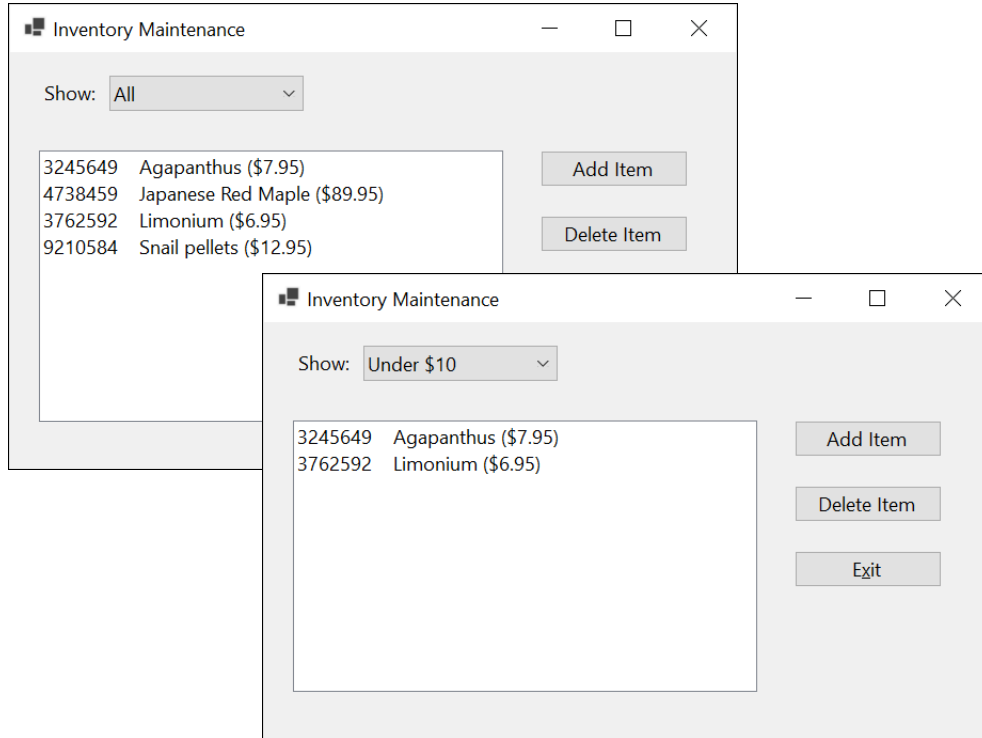 Inventory Maintenance
Show: All
3245649 Agapanthus ($7.95)
4738459 Japanese Red Maple ($89.95)
3762592 Limonium ($6.95)
9210584 Snail pellets ($12.95)
Add Item
Delete Item
Inventory Maintenance
Show: Under $10
3245649 Agapanthus ($7.95)
3762592 Limonium ($6.95)
Add Item
Delete Item
Exit